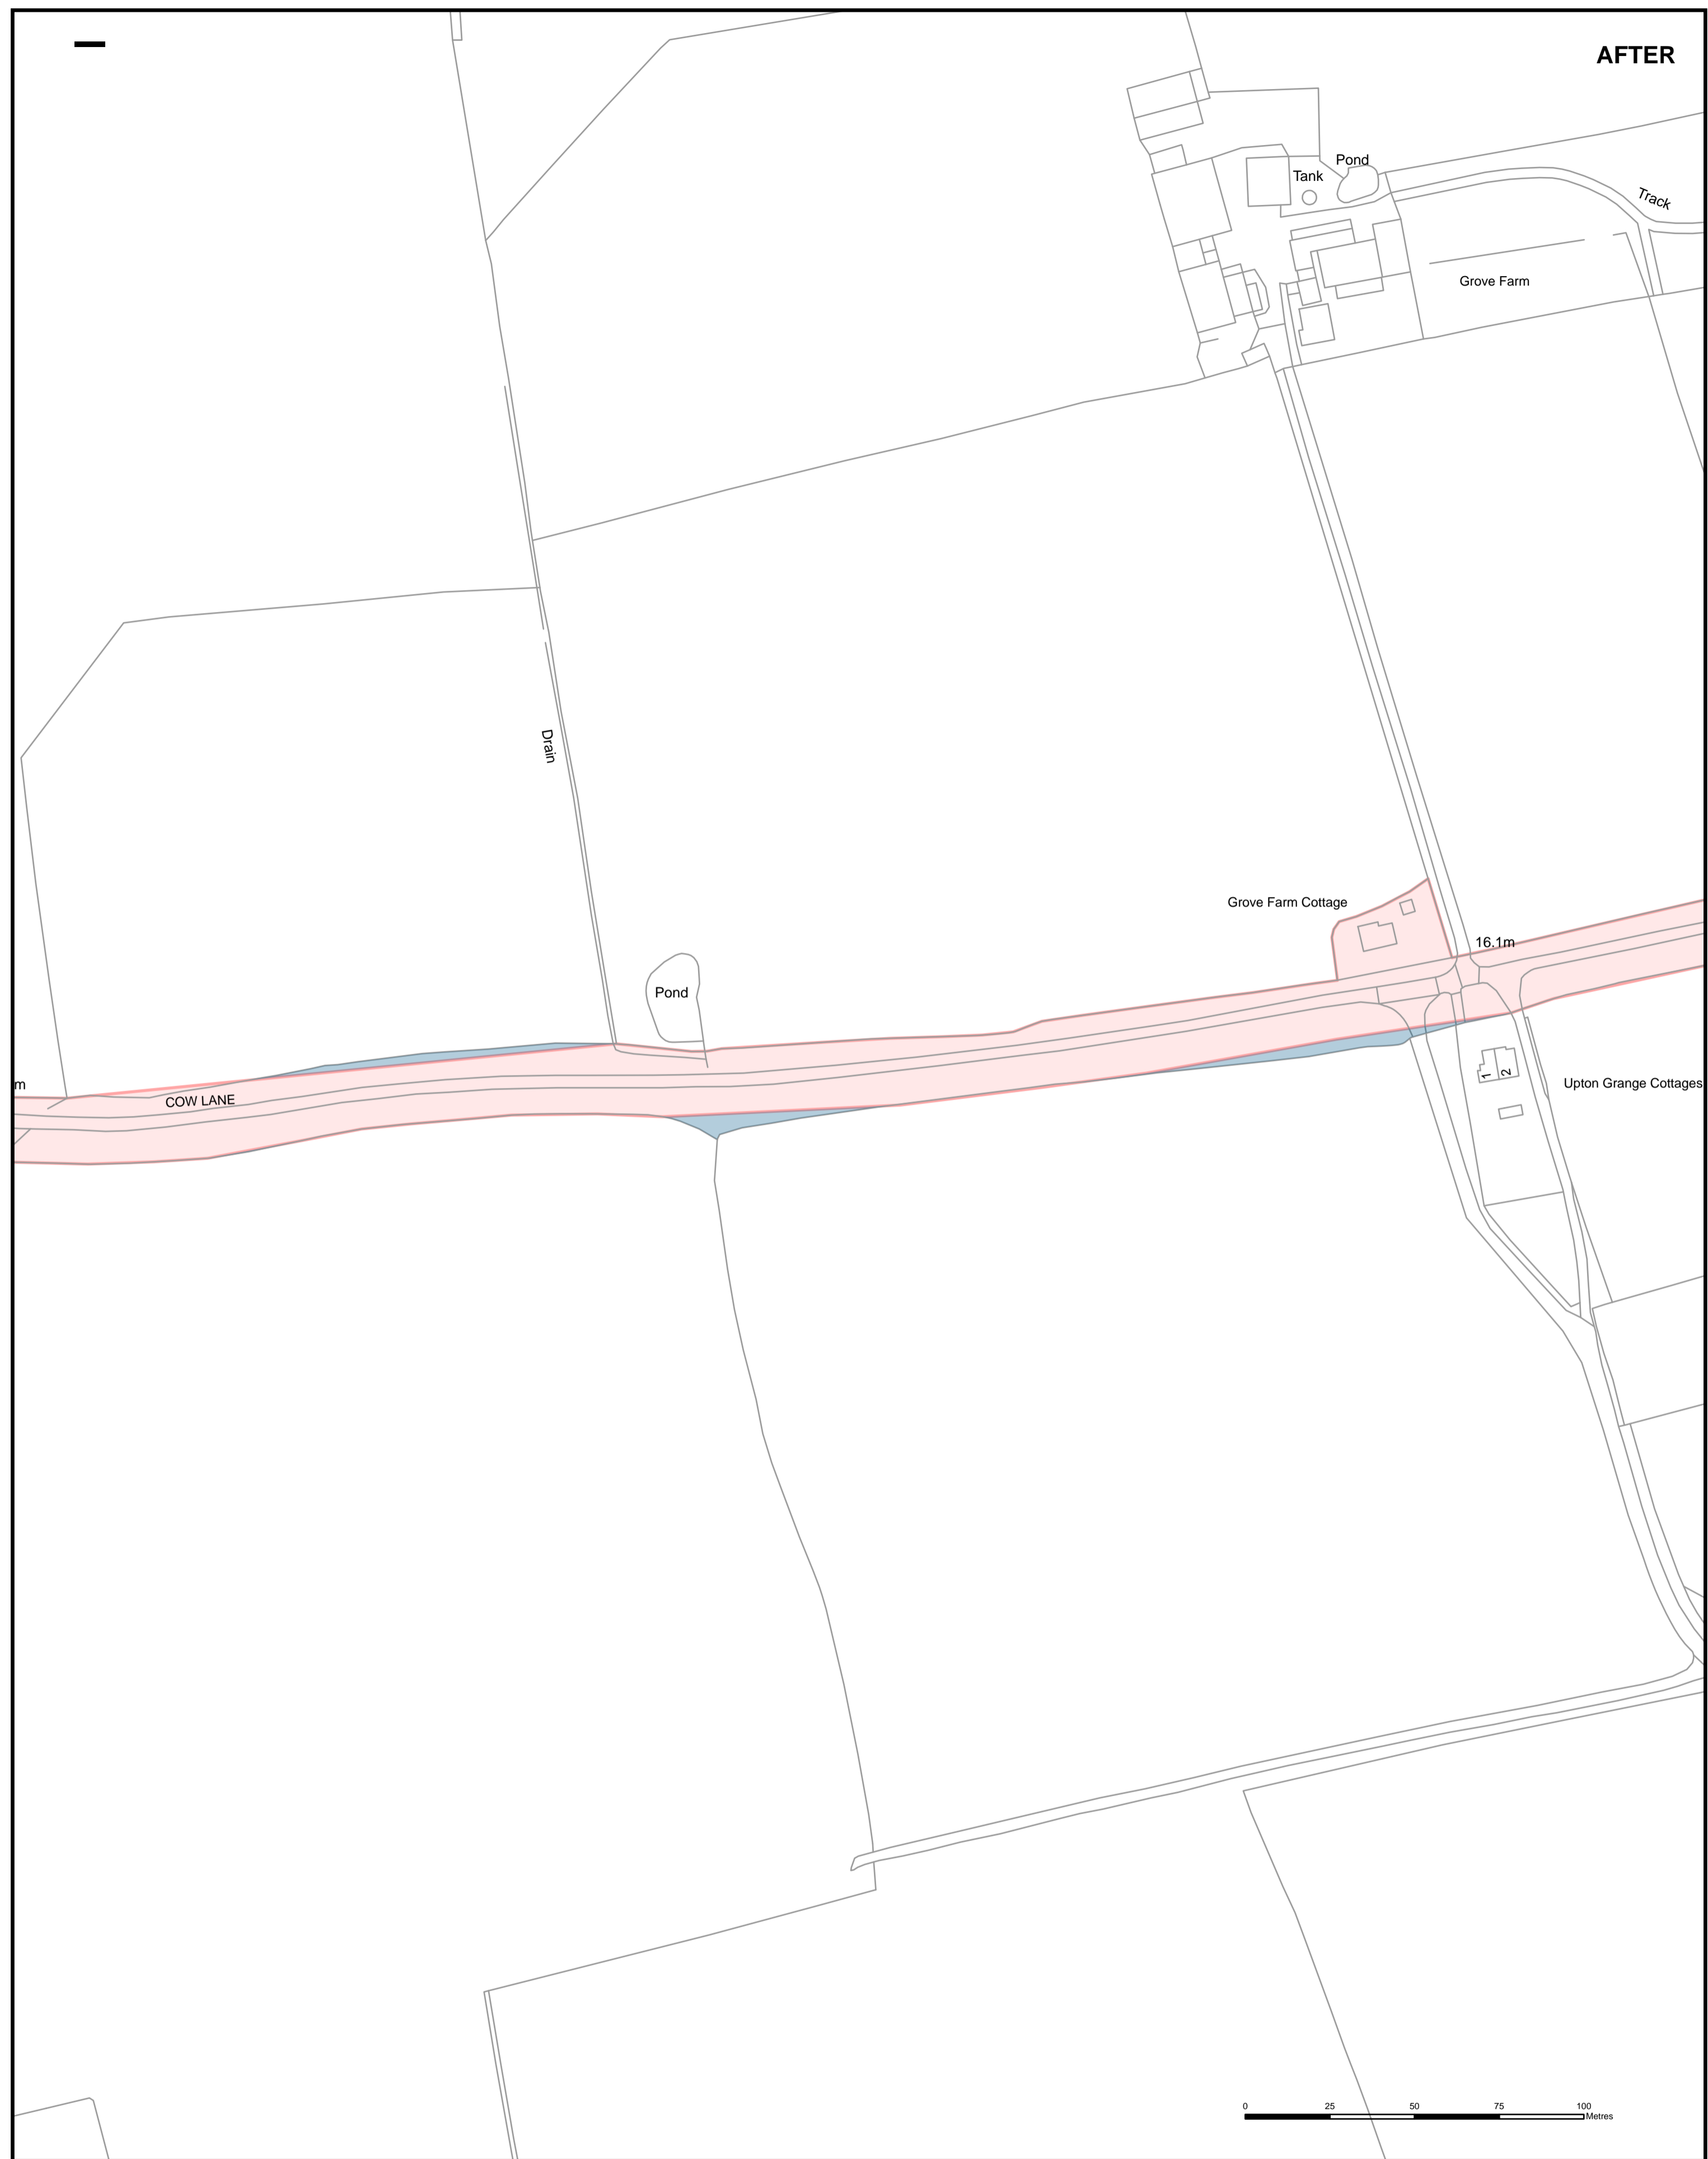 AFTER
Pond
Tank
Track
Grove Farm
Drain
Grove Farm Cottage
16.1m
Pond
m
COW LANE
1
2
Upton Grange Cottages
0 25 50 75 100
Metres